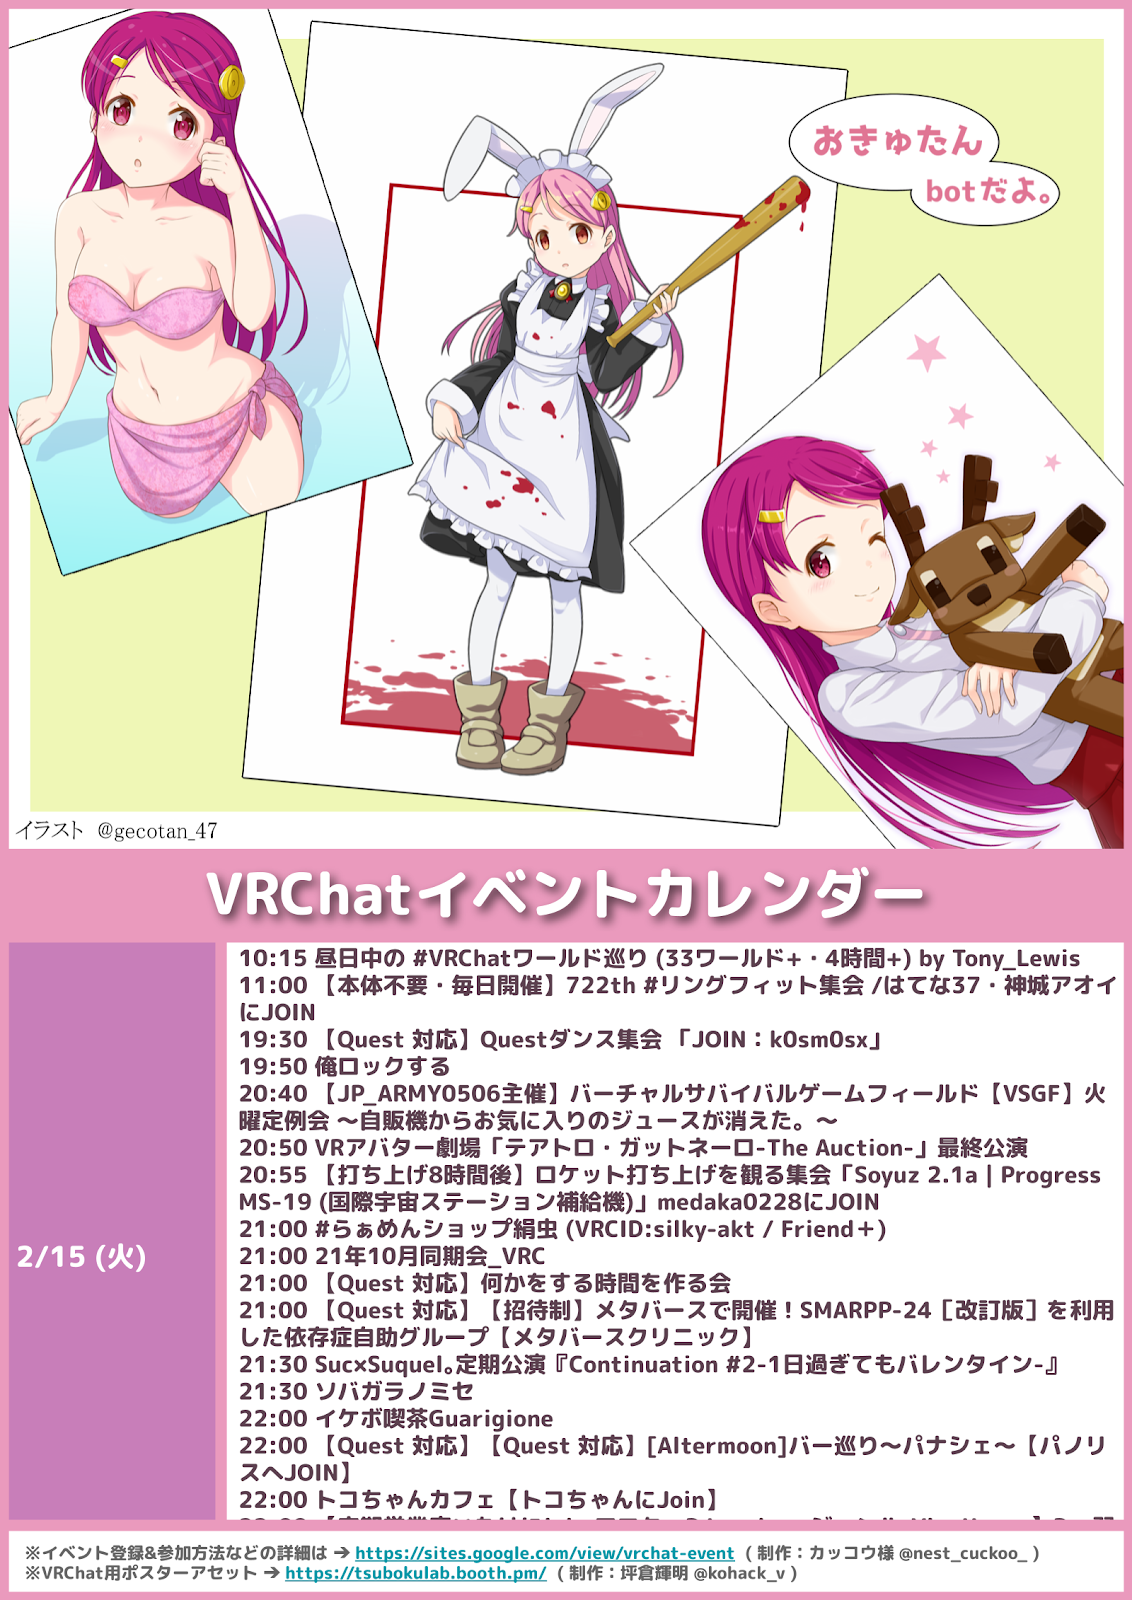 おきゅたん
botだよ。
イラスト @gecotan_47
VRChatイベントカレンダー
2/15 (火)
10:15 昼日中の #VRChatワールド巡り (33ワールド+・4時間+) by Tony_Lewis
11:00 【本体不要・毎日開催】722th #リングフィット集会 /はてな37・神城アオイ
にJOIN
19:30 【Quest 対応】Questダンス集会 「JOIN：k0sm0sx」
19:50 俺ロックする
20:40 【JP_ARMY0506主催】バーチャルサバイバルゲームフィールド【VSGF】火
曜定例会 ～自販機からお気に入りのジュースが消えた。～
20:50 VRアバター劇場「テアトロ・ガットネーロ-The Auction-」最終公演
20:55 【打ち上げ8時間後】ロケット打ち上げを観る集会「Soyuz 2.1a | Progress
MS-19 (国際宇宙ステーション補給機)」medaka0228にJOIN
21:00 #らぁめんショップ絹虫 (VRCID:silky-akt / Friend＋)
21:00 21年10月同期会_VRC
21:00 【Quest 対応】何かをする時間を作る会
21:00 【Quest 対応】【招待制】メタバースで開催！SMARPP-24［改訂版］を利用
した依存症自助グループ【メタバースクリニック】
21:30 Suc×Suquel｡定期公演『Continuation #2-1日過ぎてもバレンタイン-』
21:30 ソバガラノミセ
22:00 イケボ喫茶Guarigione
22:00 【Quest 対応】【Quest 対応】[Altermoon]バー巡り～パナシェ～【パノリ
スへJOIN】
22:00 トコちゃんカフェ【トコちゃんにJoin】
※イベント登録&参加方法などの詳細は → https://sites.google.com/view/vrchat-event ( 制作：カッコウ様 @nest_cuckoo_ )
※VRChat用ポスターアセット → https://tsubokulab.booth.pm/ ( 制作：坪倉輝明 @kohack_v )